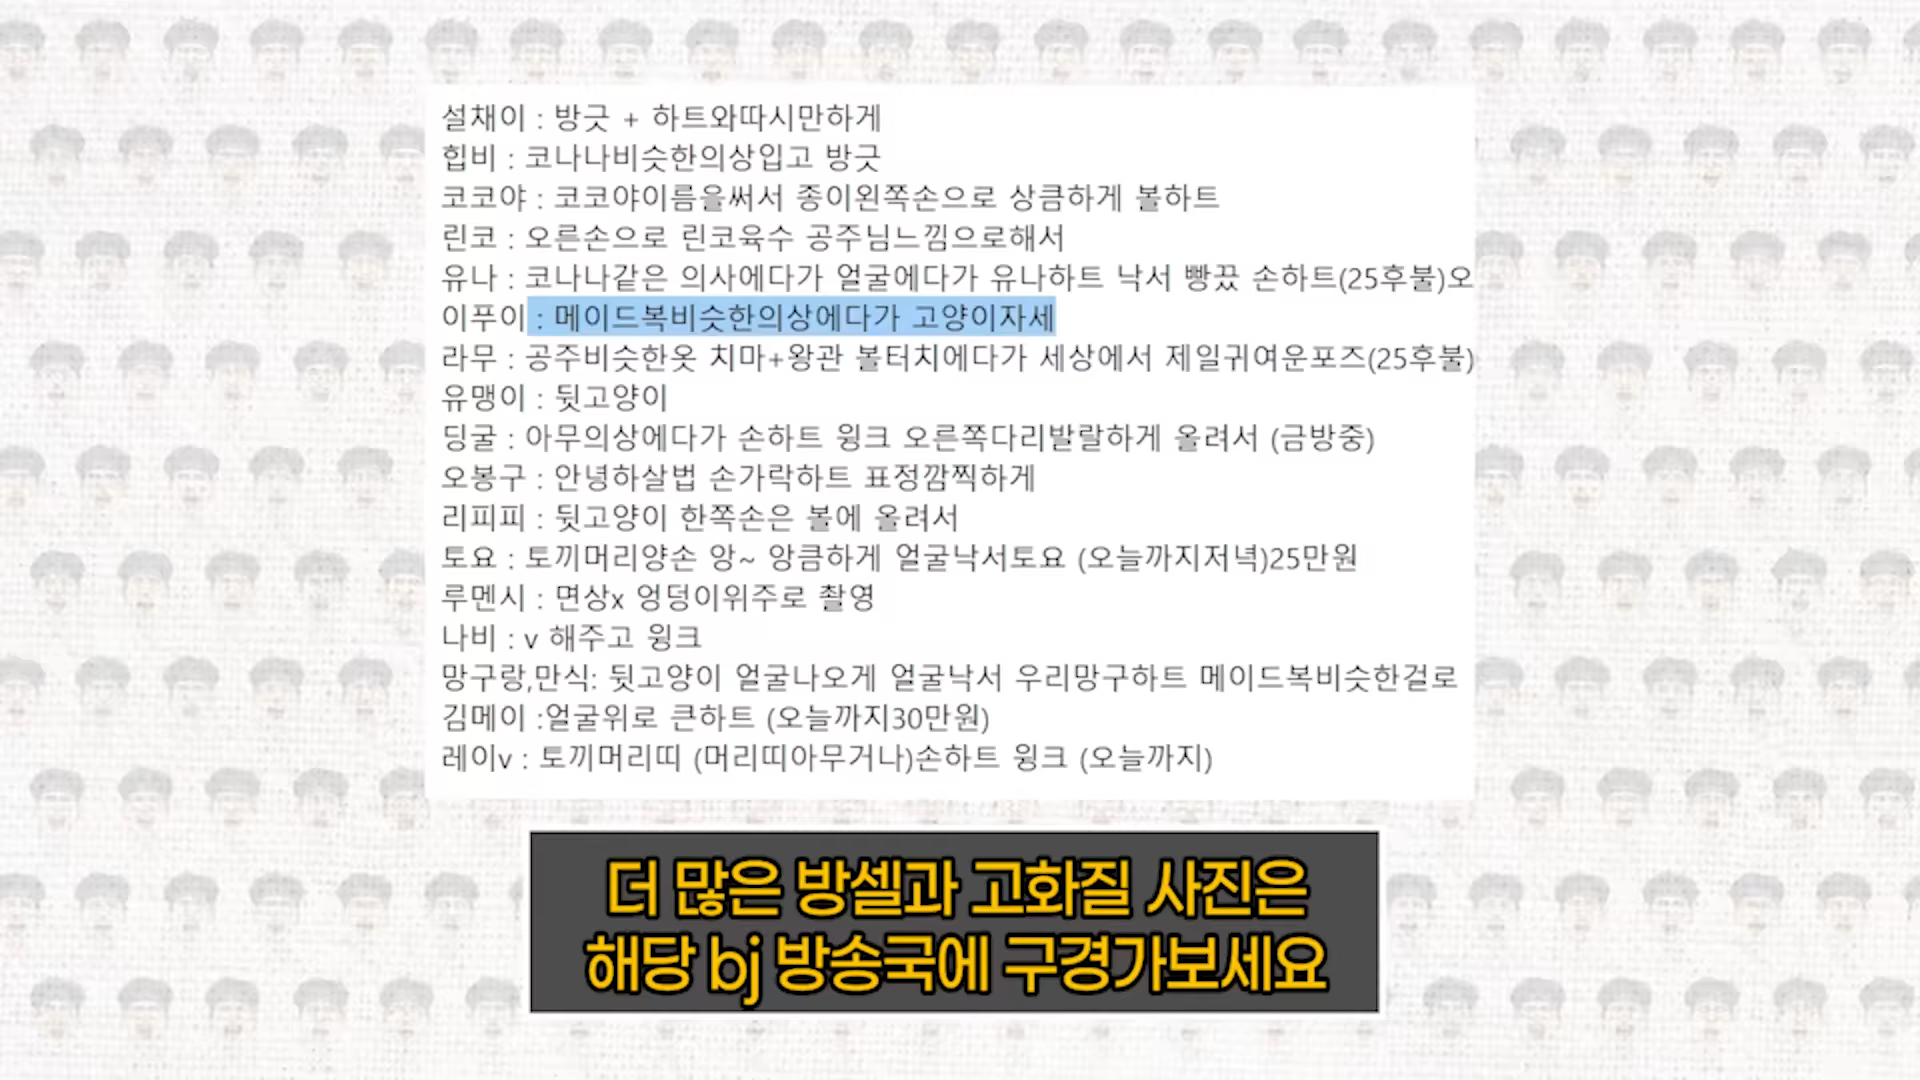 설채이 : 방긋 + 하트와따시만하게
힙비 : 코나나비슷한의상입고 방긋
코코야 : 코코야이름을써서 종이왼쪽손으로 상큼하게 볼하트
린코 : 오른손으로 린코육수 공주님느낌으로해서
유나 : 코나나같은 의사에다가 얼굴에다가 유나하트 낙서 빵끘 손하트(25후불)오
이푸이 : 메이드복비슷한의상에다가 고양이자세
라무 : 공주비슷한옷 치마+왕관 볼터치에다가 세상에서 제일귀여운포즈(25후불)
유맹이 : 뒷고양이
딩굴 : 아무의상에다가 손하트 윙크 오른쪽다리발랄하게 올려서 (금방중)
오봉구 : 안녕하살법 손가락하트 표정깜찍하게
리피피 : 뒷고양이 한쪽손은 볼에 올려서
토요 : 토끼머리양손 앙~ 앙큼하게 얼굴낙서토요 (오늘까지저녁)25만원
루멘시 : 면상x 엉덩이위주로 촬영
나비 : v 해주고 윙크
망구랑,만식: 뒷고양이 얼굴나오게 얼굴낙서 우리망구하트 메이드복비슷한걸로
김메이 :얼굴위로 큰하트 (오늘까지30만원)
레이v : 토끼머리띠 (머리띠아무거나)손하트 윙크 (오늘까지)
더 많은 방셀과 고화질 사진은
해당 bj 방송국에 구경가보세요